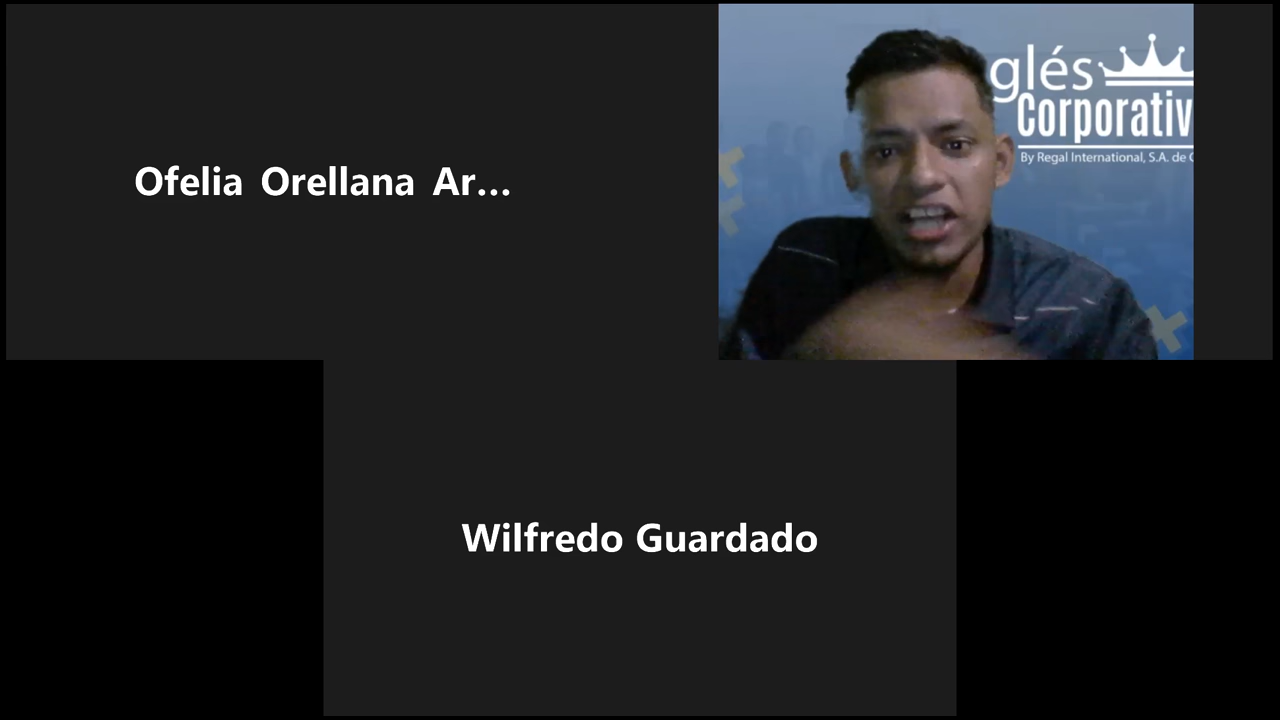 Ofelia Orellana Ar...
glés
Corporativ
By Regal International, S.A. de C
Wilfredo Guardado